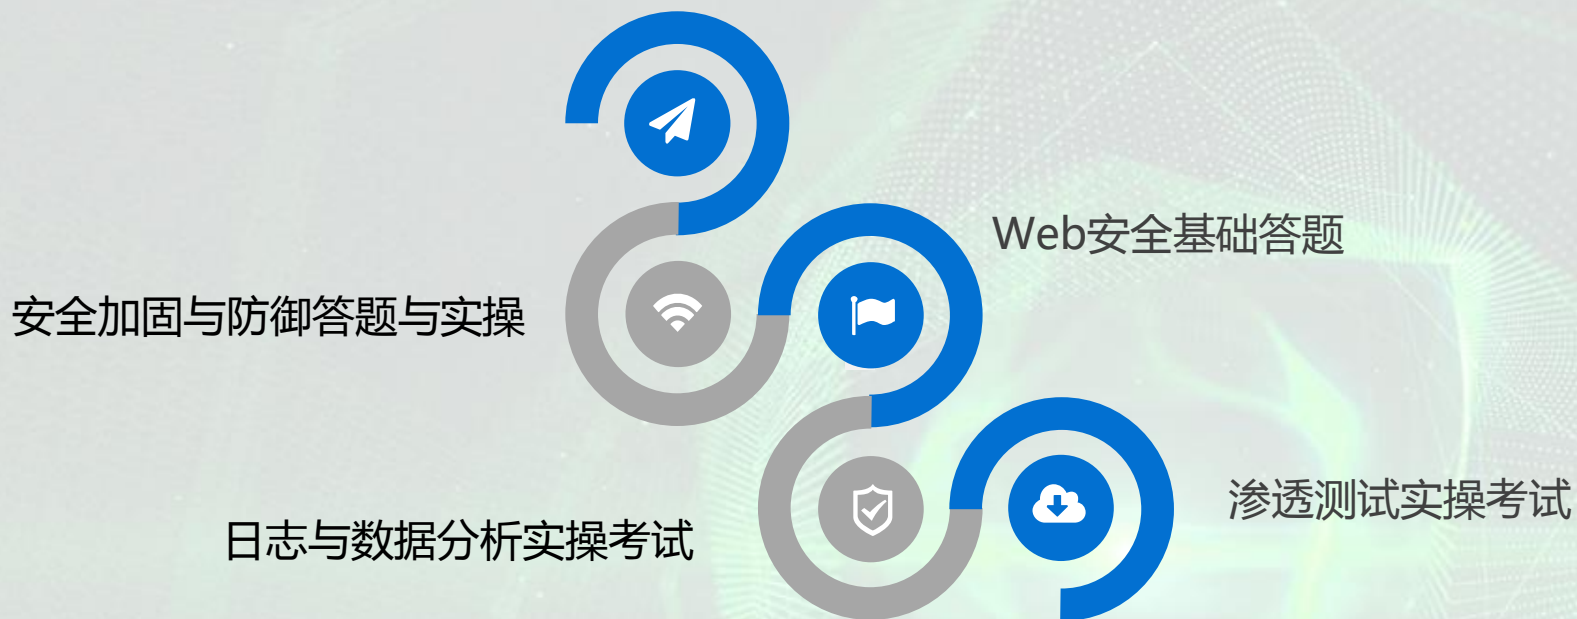 Web安全基础答题
安全加固与防御答题与实操
渗透测试实操考试
日志与数据分析实操考试